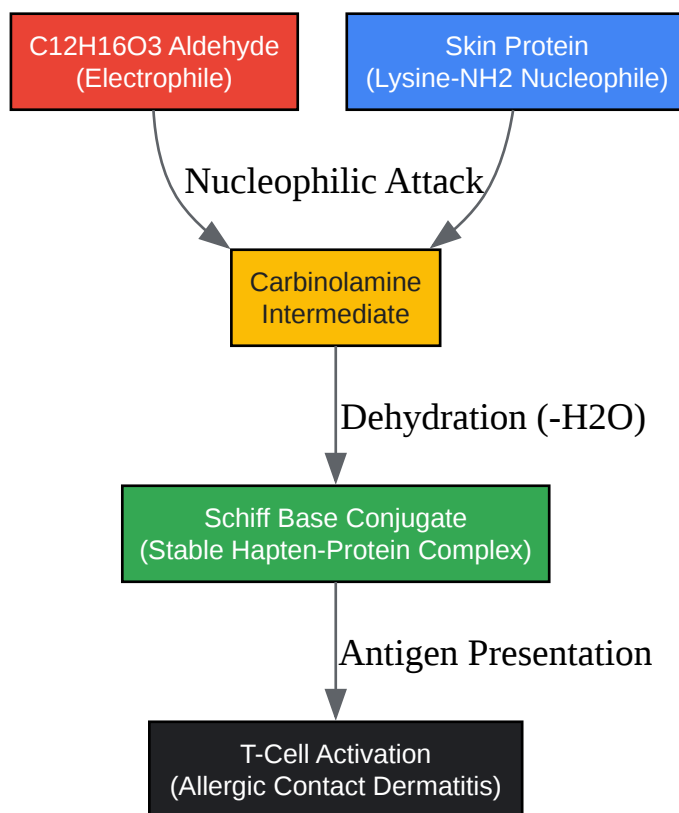 C12H16O3 Aldehyde
(Electrophile)
Skin Protein
(Lysine-NH2 Nucleophile)
Nucleophilic Attack
Carbinolamine
Intermediate
Dehydration (-H2O)
Schiff Base Conjugate
(Stable Hapten-Protein Complex)
Antigen Presentation
T-Cell Activation
(Allergic Contact Dermatitis)